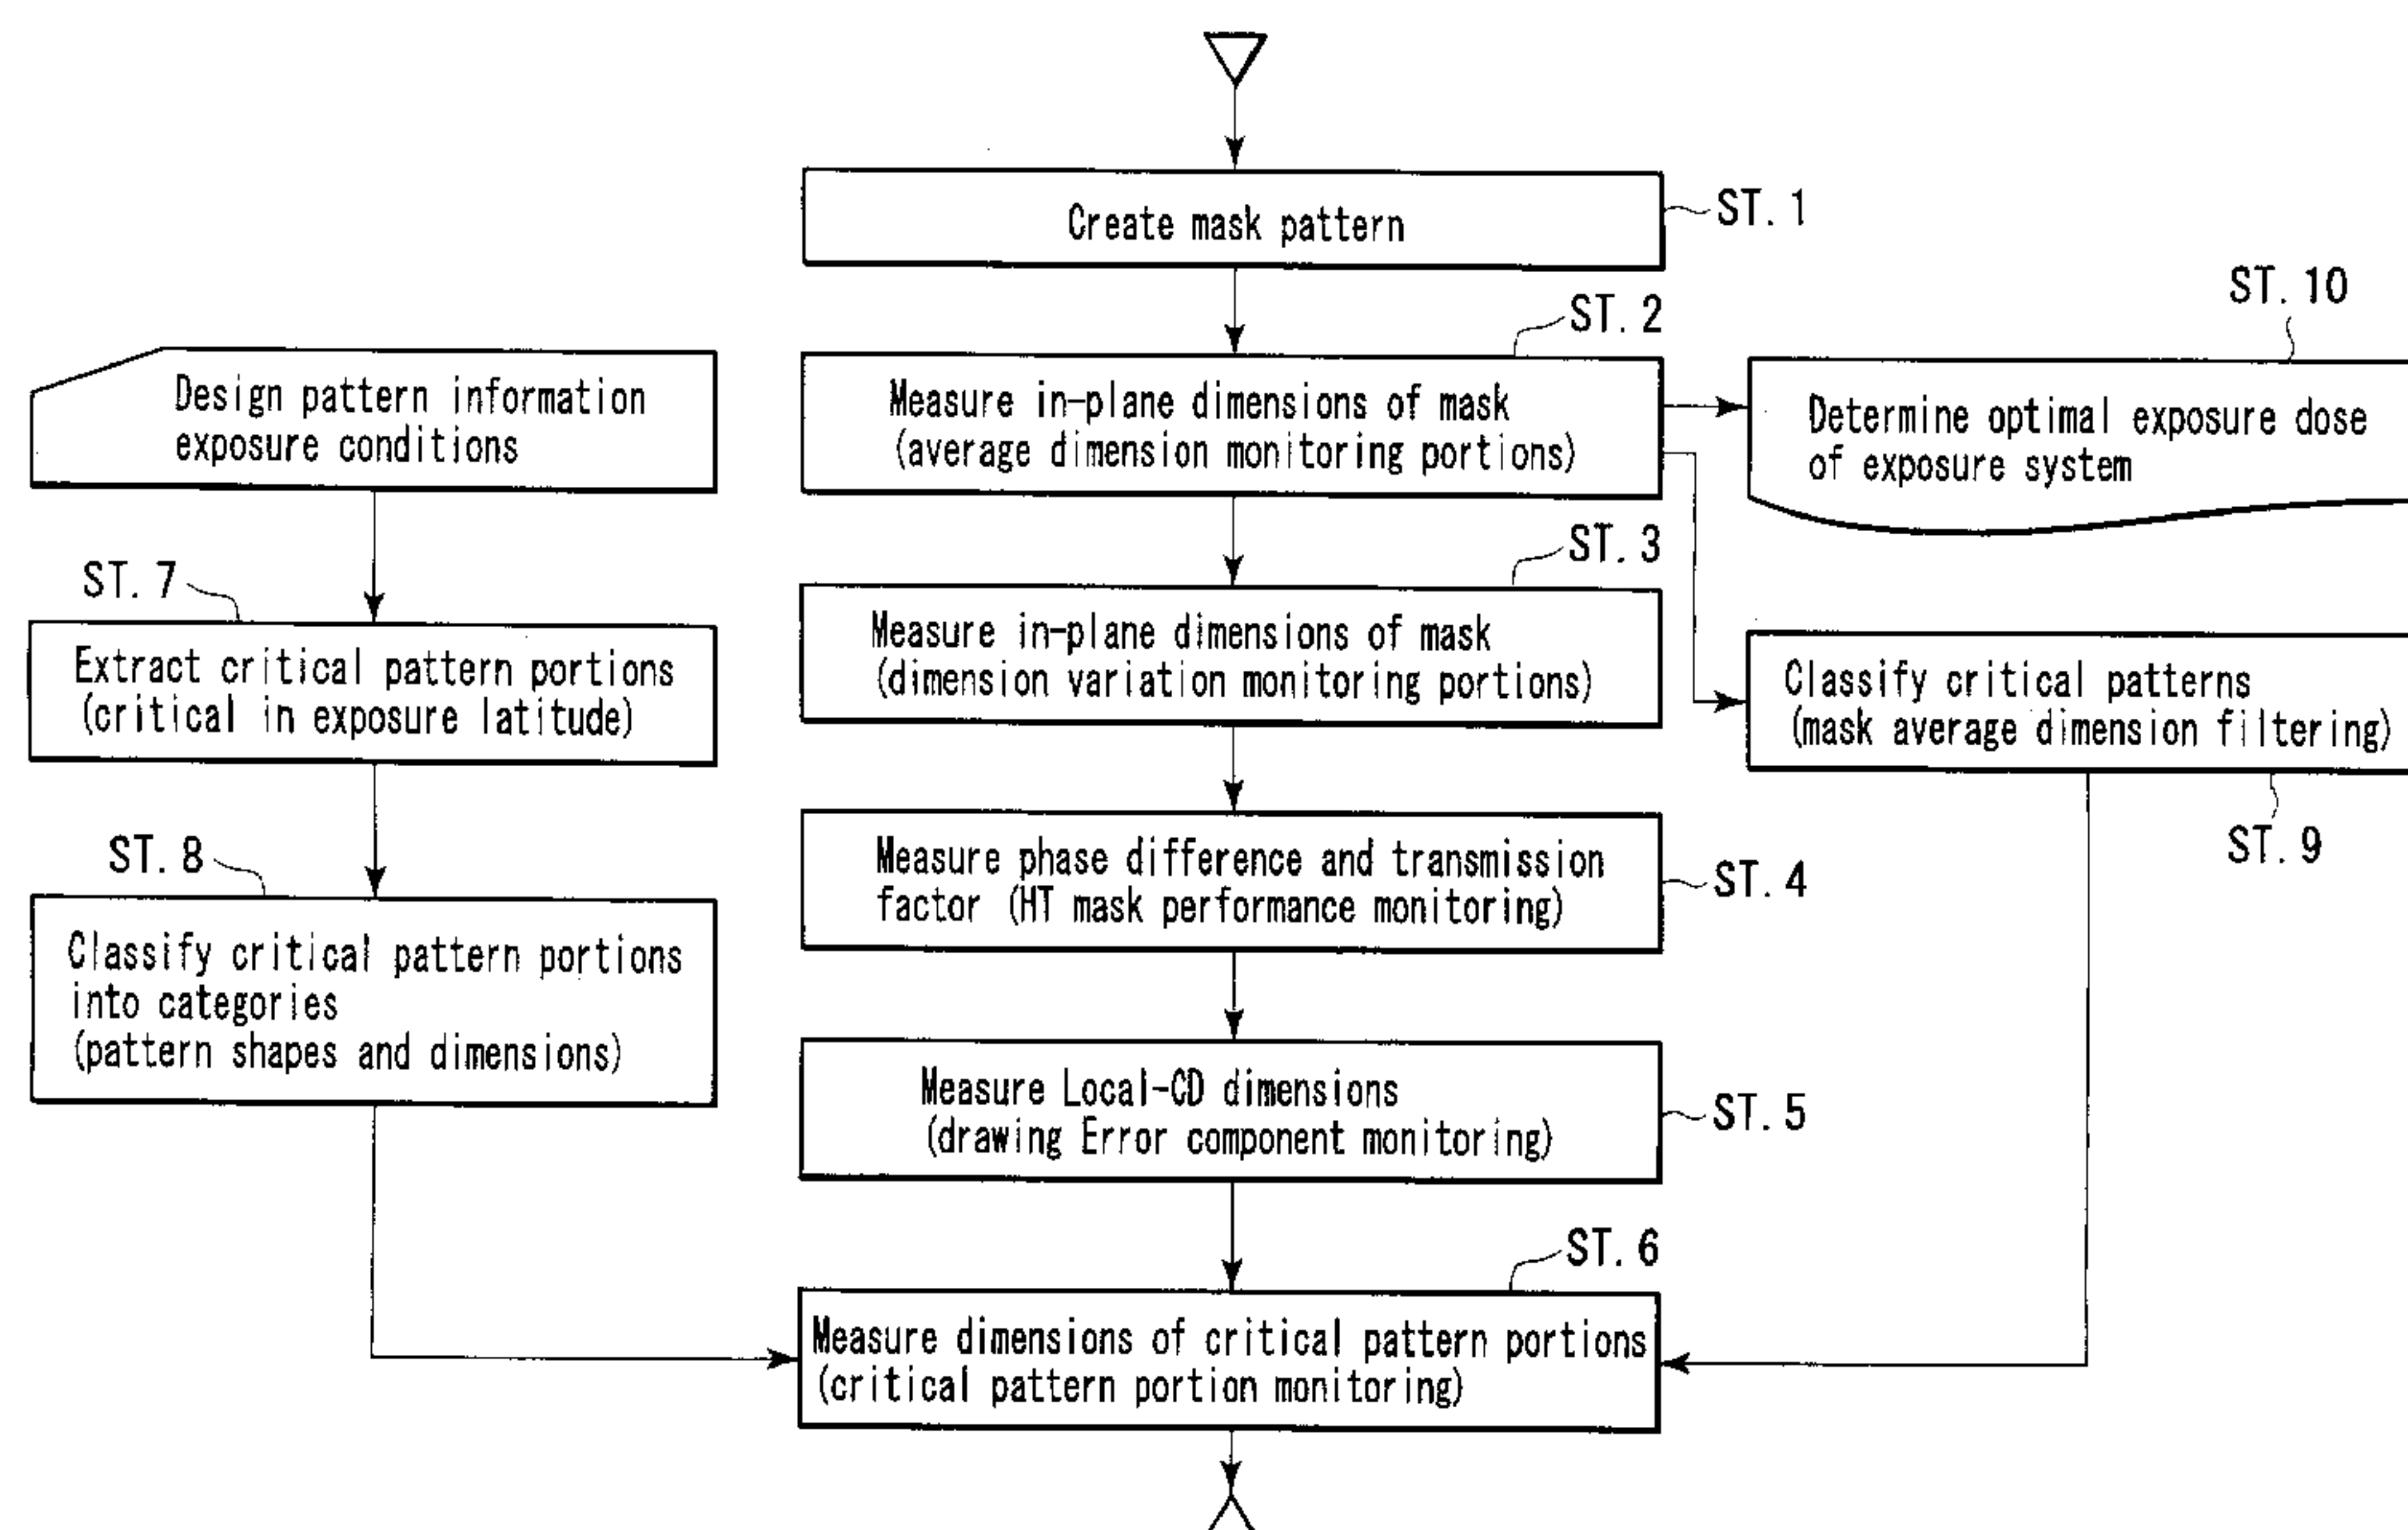 Create mask pattern
ST. 1
ST. 2
Measure in-plane dimensions of mask
(average dimension monitoring portions)
ST. 10
Determine optimal exposure dose
of exposure system
Design pattern information
exposure conditions
ST. 3
Measure in-plane dimensions of mask
(dimension variation monitoring portions)
ST. 7
Extract critical pattern portions
(critical in exposure latitude)
Classify critical patterns
(mask average dimension filtering)
ST. 9
Measure phase difference and transmission
factor (HT mask performance monitoring)
ST. 4
ST. 8
Classify critical pattern portions
into categories
(pattern shapes and dimensions)
Measure Local-CD dimensions
(drawing Error component monitoring)
ST. 5
ST. 6
Measure dimensions of critical pattern portions
(critical pattern portion monitoring)